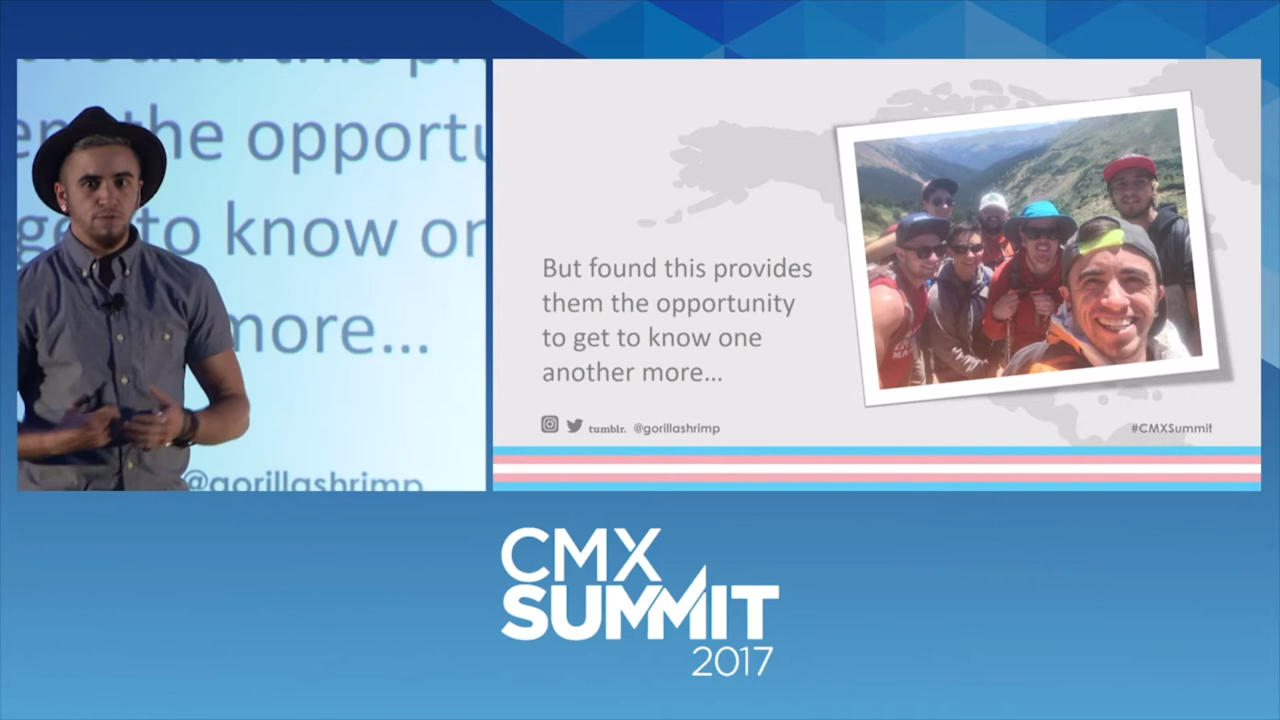 the opportu
to know or
more...
@gorillashrimp
But found this provides
them the opportunity
to get to know one
another more...
tumblr. @gorillashrimp
#CMXSummit
CMX
SUMMIT
2017